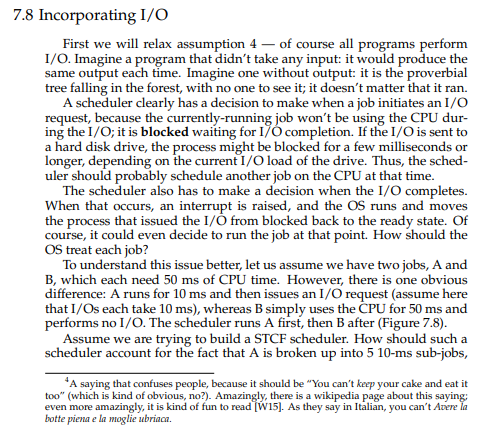 7.8 Incorporating I/O
First we will relax assumption 4 — of course all programs perform
I/O. Imagine a program that didn't take any input: it would produce the
same output each time. Imagine one without output: it is the proverbial
tree falling in the forest, with no one to see it; it doesn't matter that it ran.
A scheduler clearly has a decision to make when a job initiates an I/O
request, because the currently-running job won't be using the CPU dur-
ing the I/O; it is blocked waiting for I/O completion. If the I/O is sent to
a hard disk drive, the process might be blocked for a few milliseconds or
longer, depending on the current I/O load of the drive. Thus, the sched-
uler should probably schedule another job on the CPU at that time.
The scheduler also has to make a decision when the I/O completes.
When that occurs, an interrupt is raised, and the OS runs and moves
the process that issued the I/O from blocked back to the ready state. Of
course, it could even decide to run the job at that point. How should the
OS treat each job?
To understand this issue better, let us assume we have two jobs, A and
B, which each need 50 ms of CPU time. However, there is one obvious
difference: A runs for 10 ms and then issues an I/O request (assume here
that I/Os each take 10 ms), whereas B simply uses the CPU for 50 ms and
performs no I/O. The scheduler runs A first, then B after (Figure 7.8).
Assume we are trying to build a STCF scheduler. How should such a
scheduler account for the fact that A is broken up into 5 10-ms sub-jobs,
4A saying that confuses people, because it should be "You can't keep your cake and eat it
too" (which is kind of obvious, no?). Amazingly, there is a wikipedia page about this saying;
even more amazingly, it is kind of fun to read [W15]. As they say in Italian, you can't Avere la
botte piena e la moglie ubriaca.